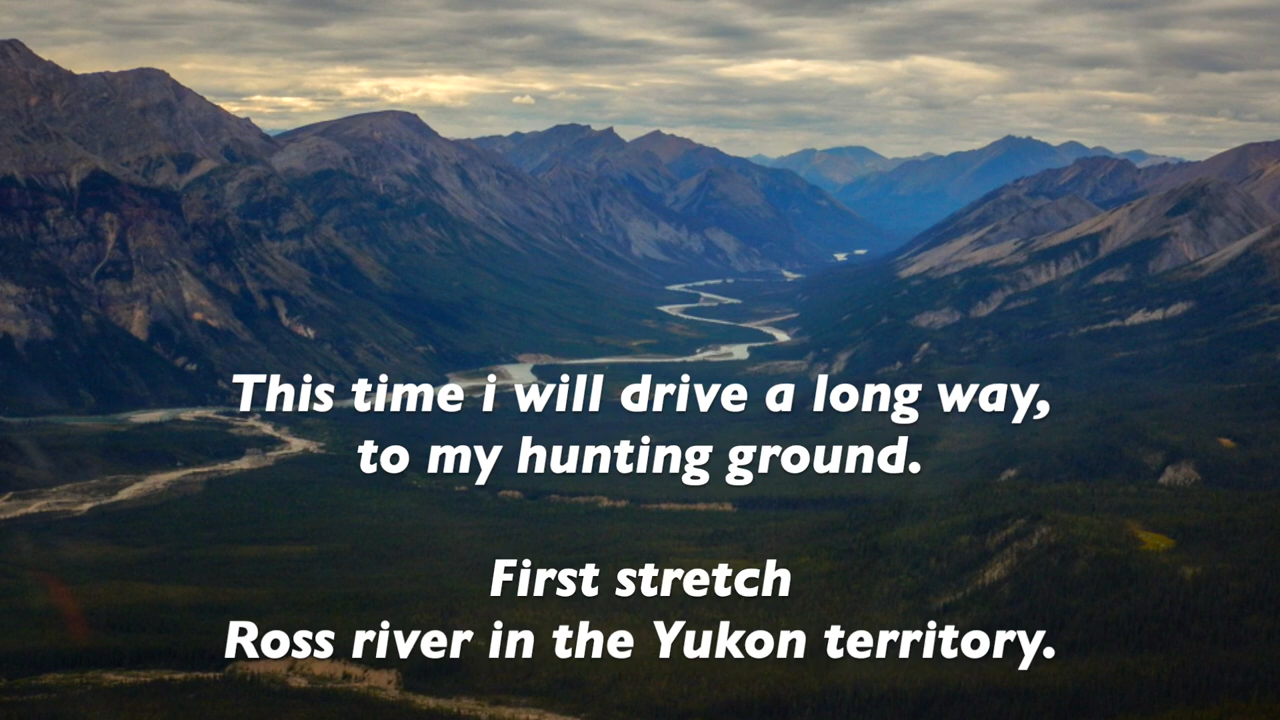 This time i will drive a long way,
to my hunting ground.
First stretch
Ross river in the Yukon territory.